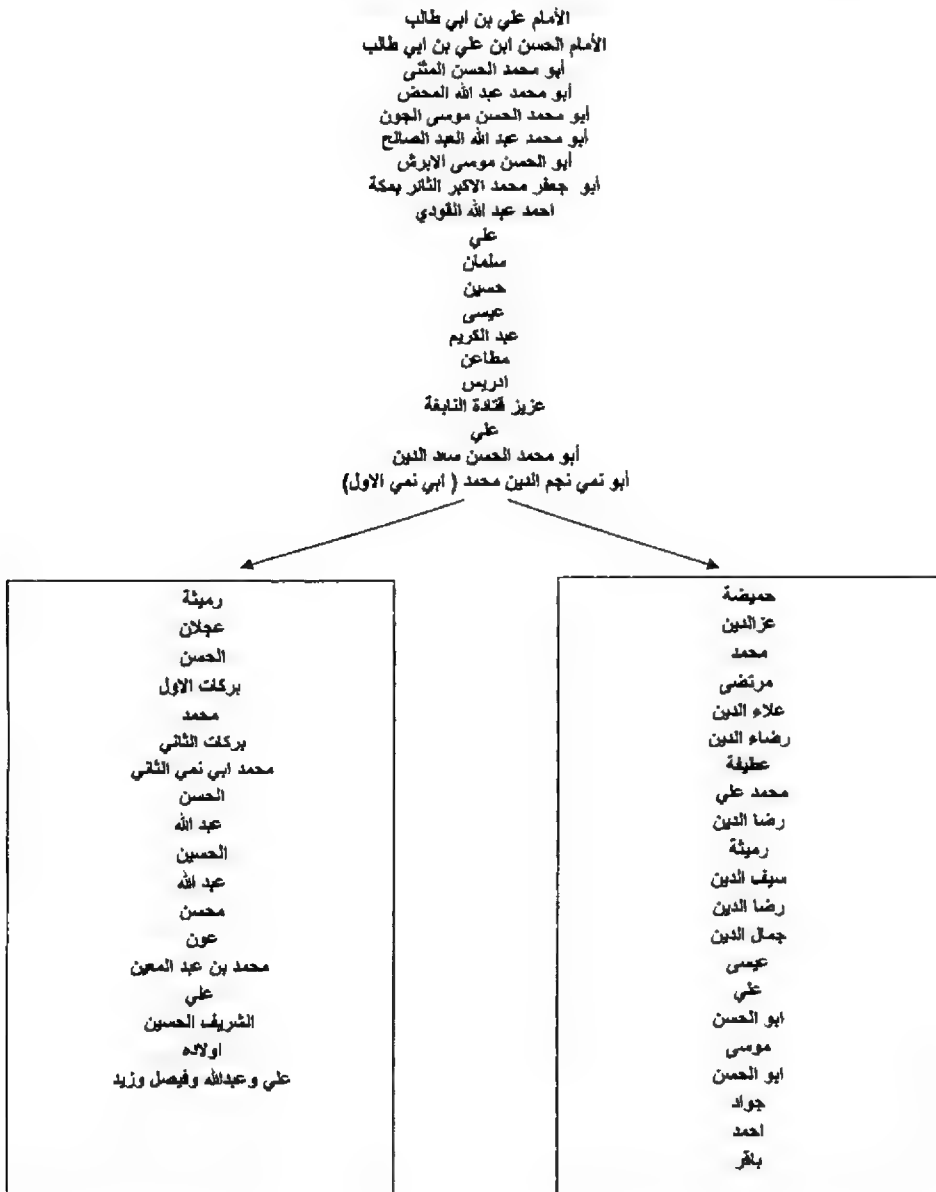 الأمام علي بن ابي طالب
الأمام الحسن ابن علي بن ابي طالب
أبو محمد الحسن المثنى
أبو محمد عبد الله المحض
أبو محمد الحسن موسى الجون
أبو محمد عبد الله العبد الصالح
أبو الحسن موسى الابرش
أبو جعفر محمد الاكبر الثائر بمكة
احمد عبد الله القودي
علي
سلمان
حسين
عيسى
عبد الكريم
مطاعن
ادريس
عزيز قتادة النابغة
علي
أبو محمد الحسن سعد الدين
أبو نمي نجم الدين محمد ( ابي نمي الاول)
حميضة
عزالدين
محمد
مرتضى
علاء الدين
رضاء الدين
عطيفة
محمد علي
رضا الدين
رميثة
سيف الدين
رضا الدين
جمال الدين
عيسى
علي
ابو الحسن
موسى
ابو الحسن
جواد
احمد
باقر
رميثة
عجلان
الحسن
بركات الاول
محمد
بركات الثاني
محمد ابي نمي الثاني
الحسن
عبد الله
الحسين
عبد الله
محسن
عون
محمد بن عبد المعين
علي
الشريف الحسين
اولاده
علي وعبدالله وفيصل وزيد